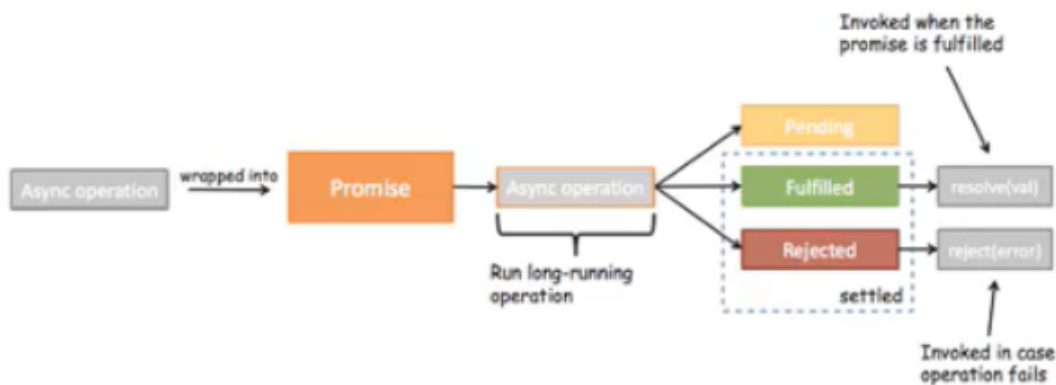 Invoked when the
promise is fulfilled
Pending
Async operation
wrapped into
Promise
Async operation
Fulfilled
resolve(val)
Rejected
reject(error)
Run long-running
operation
settled
Invoked in case
operation fails